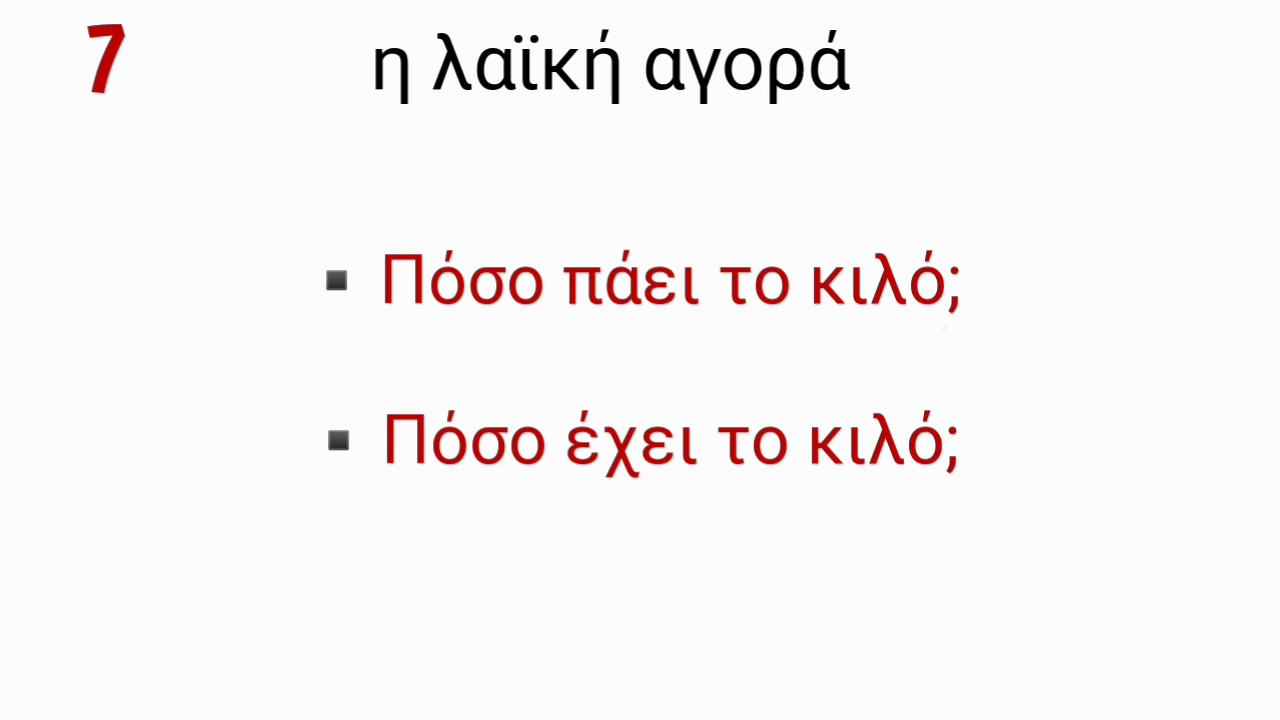 7 η λαϊκή αγορά
▪ Πόσο πάει το κιλό;
▪ Πόσο έχει το κιλό;